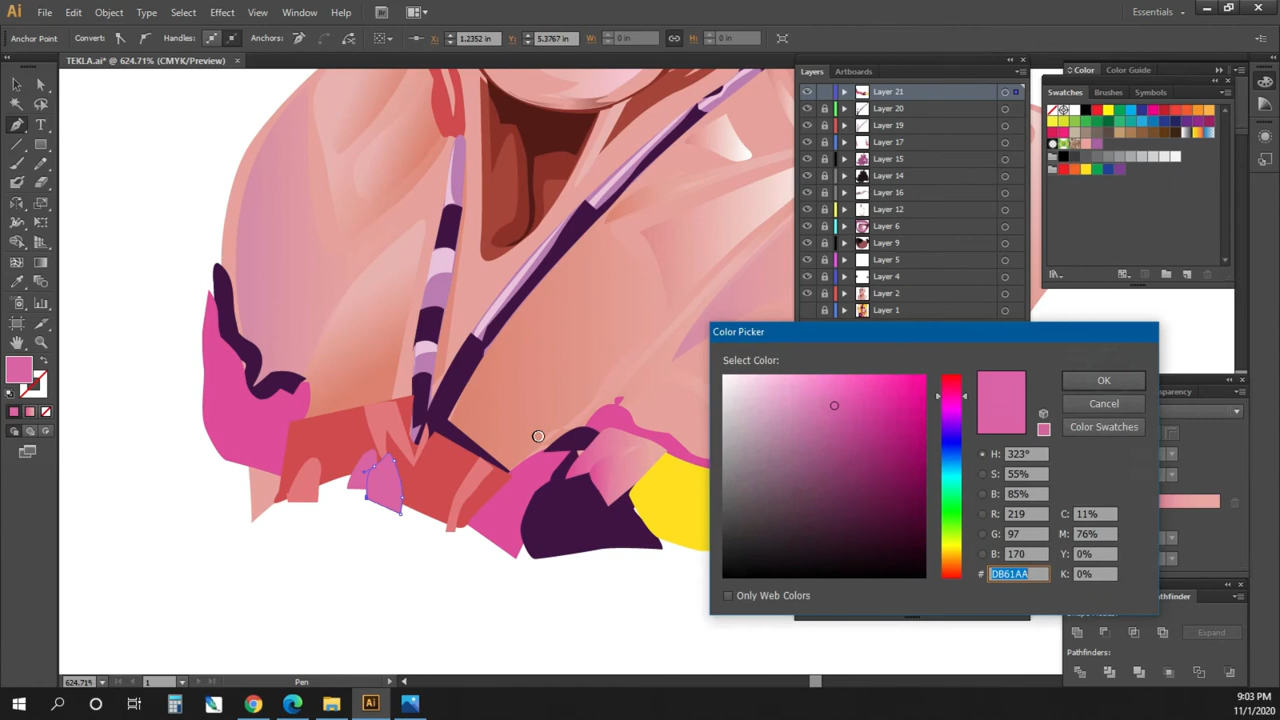 Ai File Edit Object Type Select Effect View Window Help Br Essentials
Anchor Point Convert: Handles: Anchors: X: 1.2352 in Y: 5.3767 in W: 0 in H: 0 in
TEKLA.ai* @ 624.71% (CMYK/Preview) ×
Layers Artboards
Color Color Guide
Swatches Brushes Symbols
Layer 21
Layer 20
Layer 19
Layer 17
Layer 15
Layer 14
Layer 16
Layer 12
Layer 6
Layer 9
Layer 5
Layer 4
Layer 2
Layer 1
Color Picker
Select Color:
OK
Cancel
Color Swatches
H: 323°
S: 55%
B: 85%
R: 219 C: 11%
G: 97 M: 76%
B: 170 Y: 0%
# DB61AA K: 0%
Only Web Colors
sparency
thfinder
Expand
Pathfinders:
624.71% 1 Pen
Ai
9:03 PM
11/1/2020